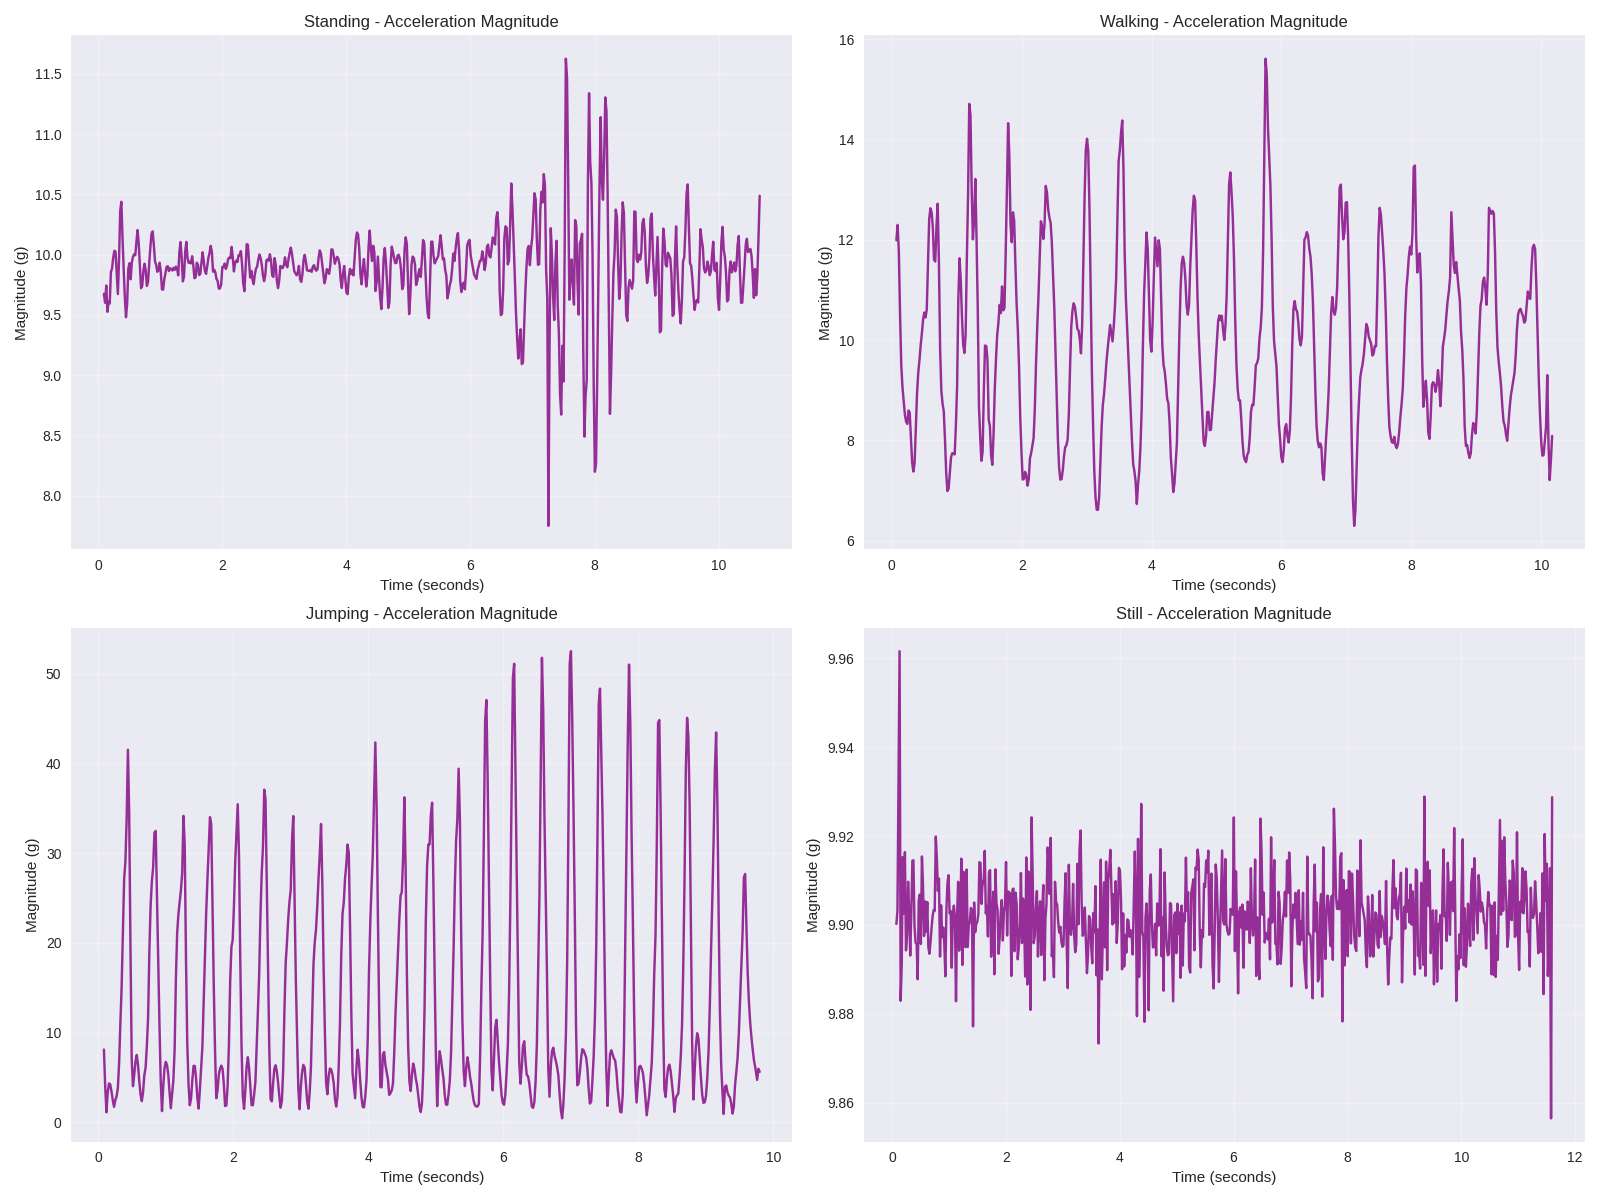 Standing - Acceleration Magnitude
11.5
11.0
10.5
10.0
9.5
9.0
8.5
8.0
Magnitude (g)
0 2 4 6 8 10
Time (seconds)
Walking - Acceleration Magnitude
16
14
12
10
8
6
Magnitude (g)
0 2 4 6 8 10
Time (seconds)
Jumping - Acceleration Magnitude
50
40
30
20
10
0
Magnitude (g)
0 2 4 6 8 10
Time (seconds)
Still - Acceleration Magnitude
9.96
9.94
9.92
9.90
9.88
9.86
Magnitude (g)
0 2 4 6 8 10 12
Time (seconds)